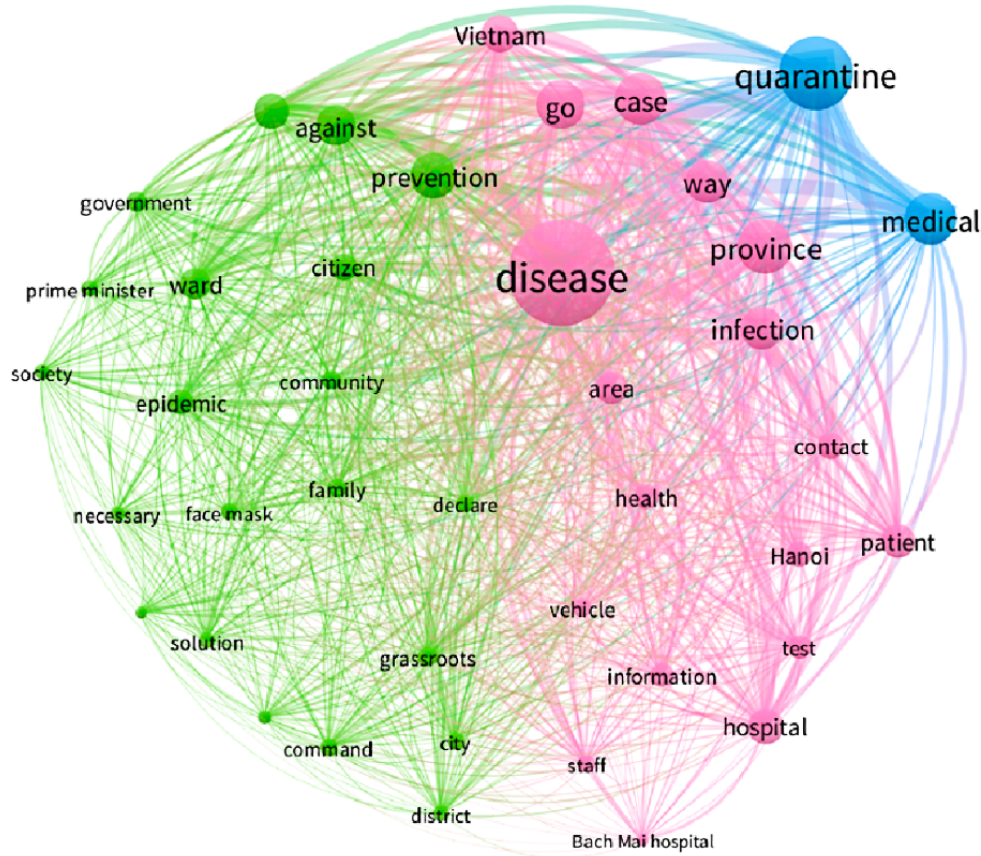 Vietnam
quarantine
go
case
against
prevention
way
government
medical
province
citizen
disease
prime minister
ward
infection
society
community
area
epidemic
contact
family
health
declare
necessary
face mask
patient
Hanoi
vehicle
solution
test
grassroots
information
hospital
command
city
staff
district
Bach Mai hospital